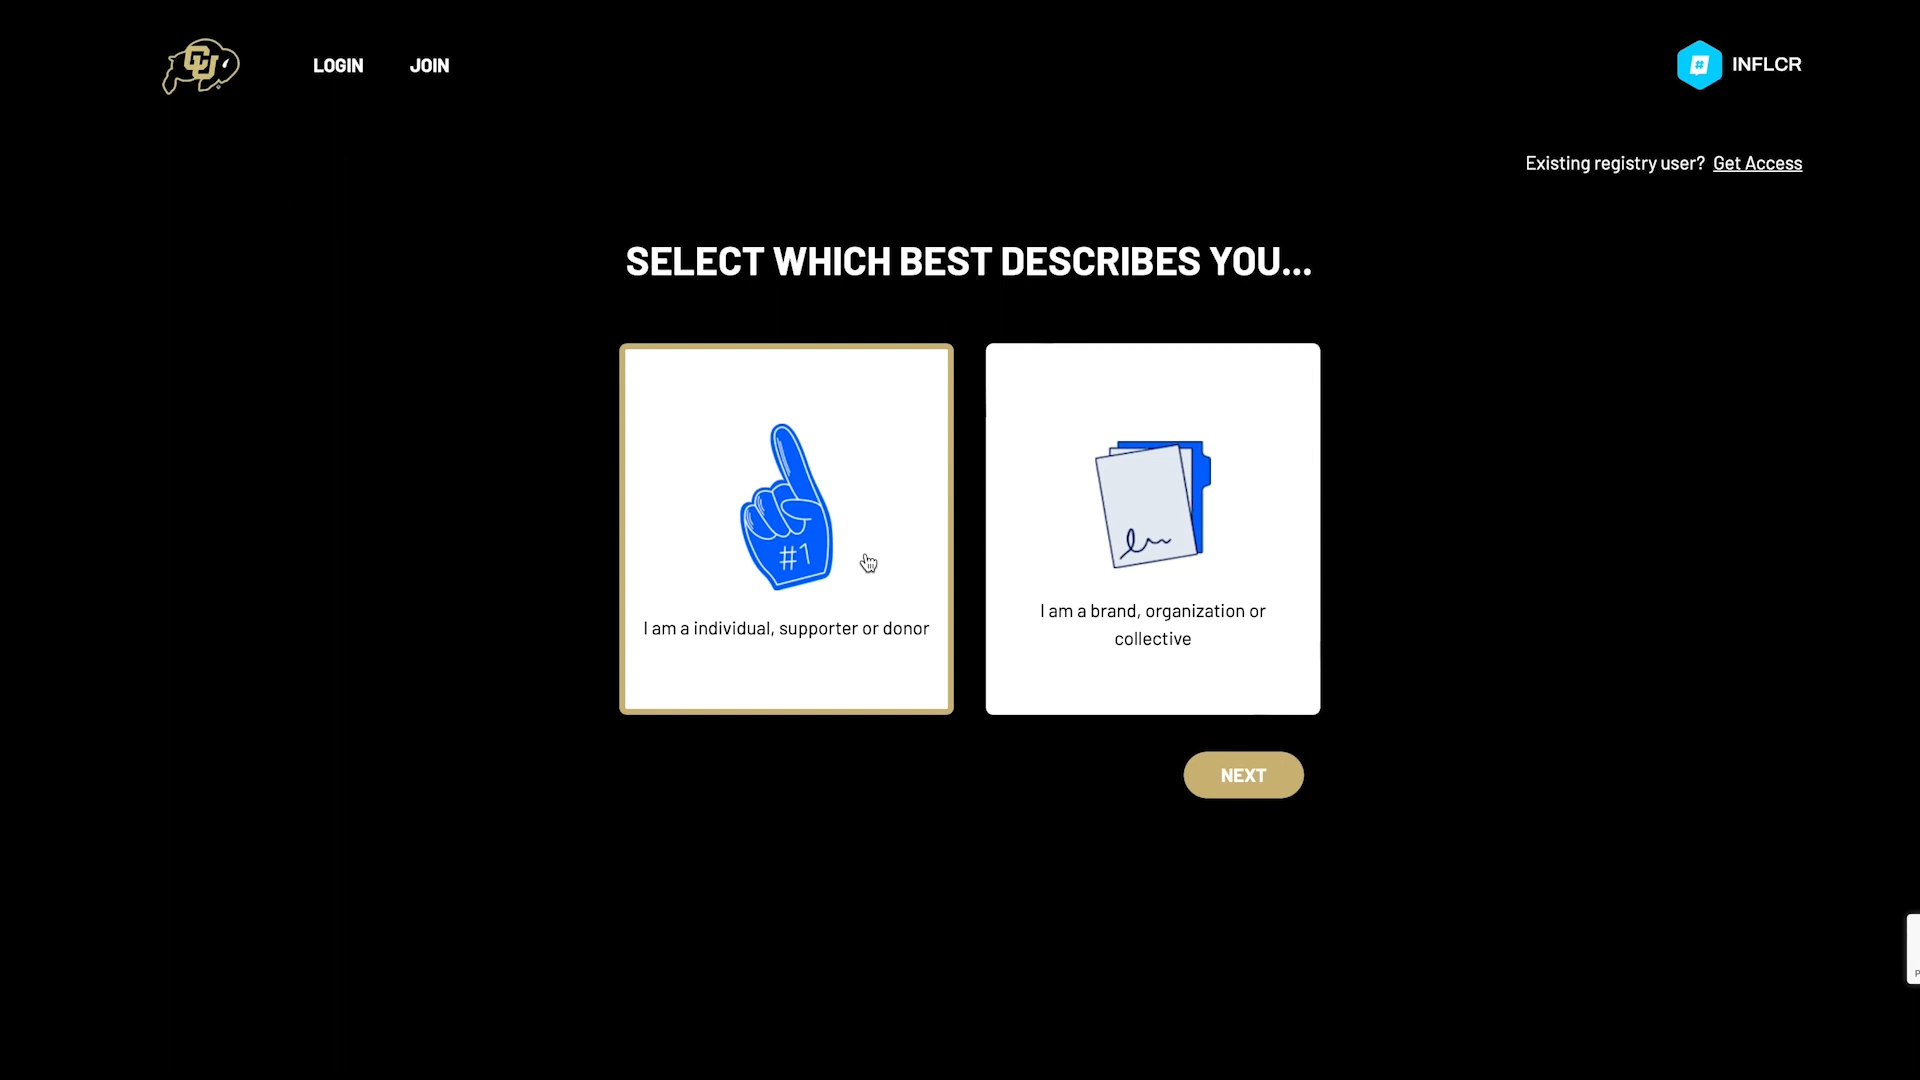 CU
LOGIN
JOIN
#
INFLCR
Existing registry user? Get Access
SELECT WHICH BEST DESCRIBES YOU...
#1
I am a individual, supporter or donor
I am a brand, organization or
collective
NEXT
P